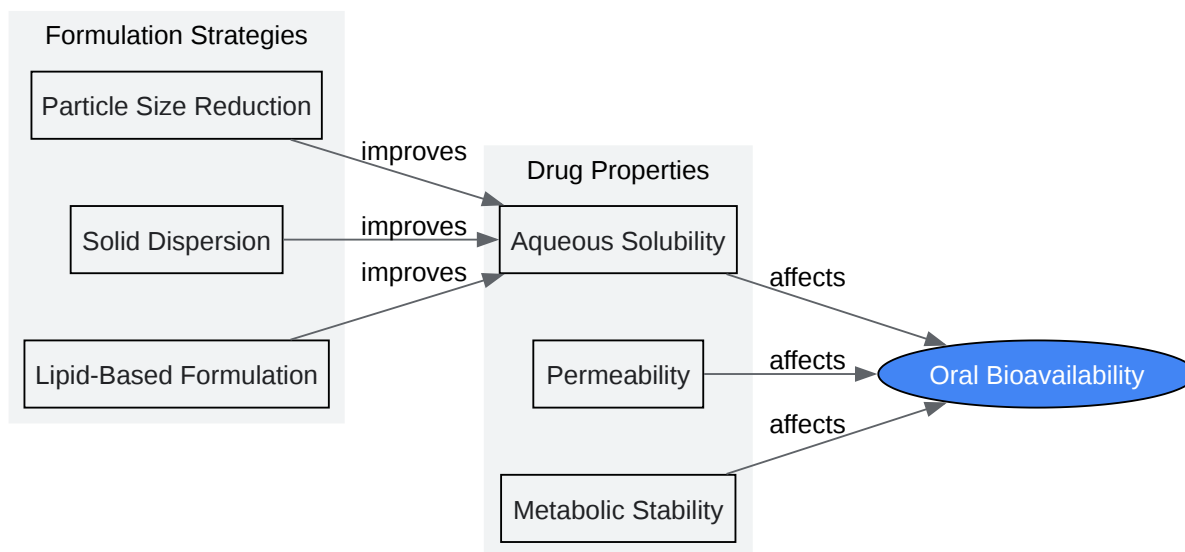 Formulation Strategies
Particle Size Reduction
Solid Dispersion
Lipid-Based Formulation
improves
improves
improves
Drug Properties
Aqueous Solubility
Permeability
Metabolic Stability
affects
affects
affects
Oral Bioavailability